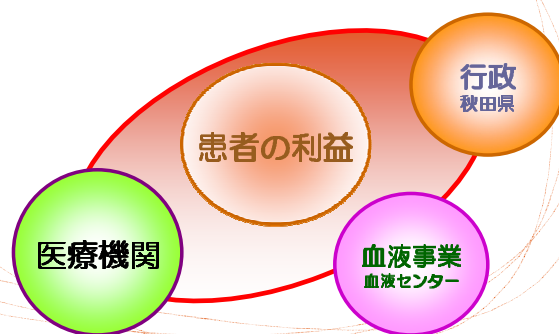 行政
秋田県
患者の利益
医療機関
血液事業
血液センター